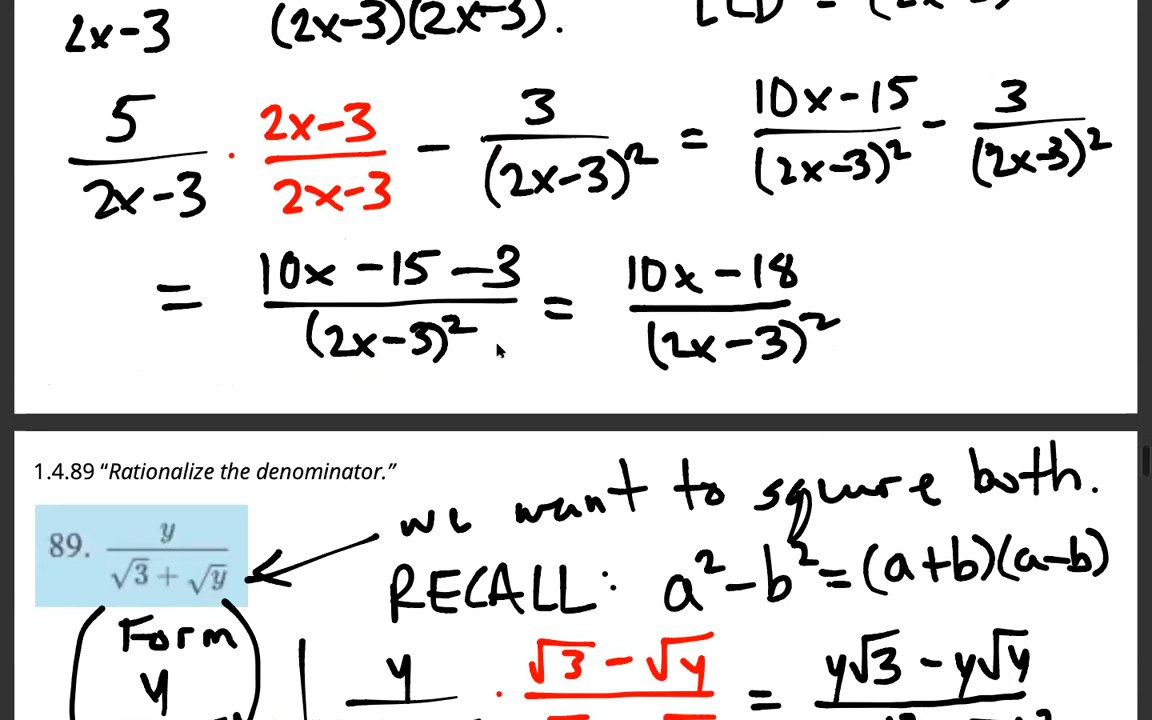 2x-3 (2x-3)(2x-3).
5/(2x-3) · (2x-3)/(2x-3) - 3/(2x-3)² = (10x-15)/(2x-3)² - 3/(2x-3)²
= (10x-15-3)/(2x-3)² = (10x-18)/(2x-3)²
1.4.89 “Rationalize the denominator.”
we want to square both.
89. y/(√3 + √y)
RECALL: a²-b²=(a+b)(a-b)
(Form)
y
y · √3-√y = y√3-y√y